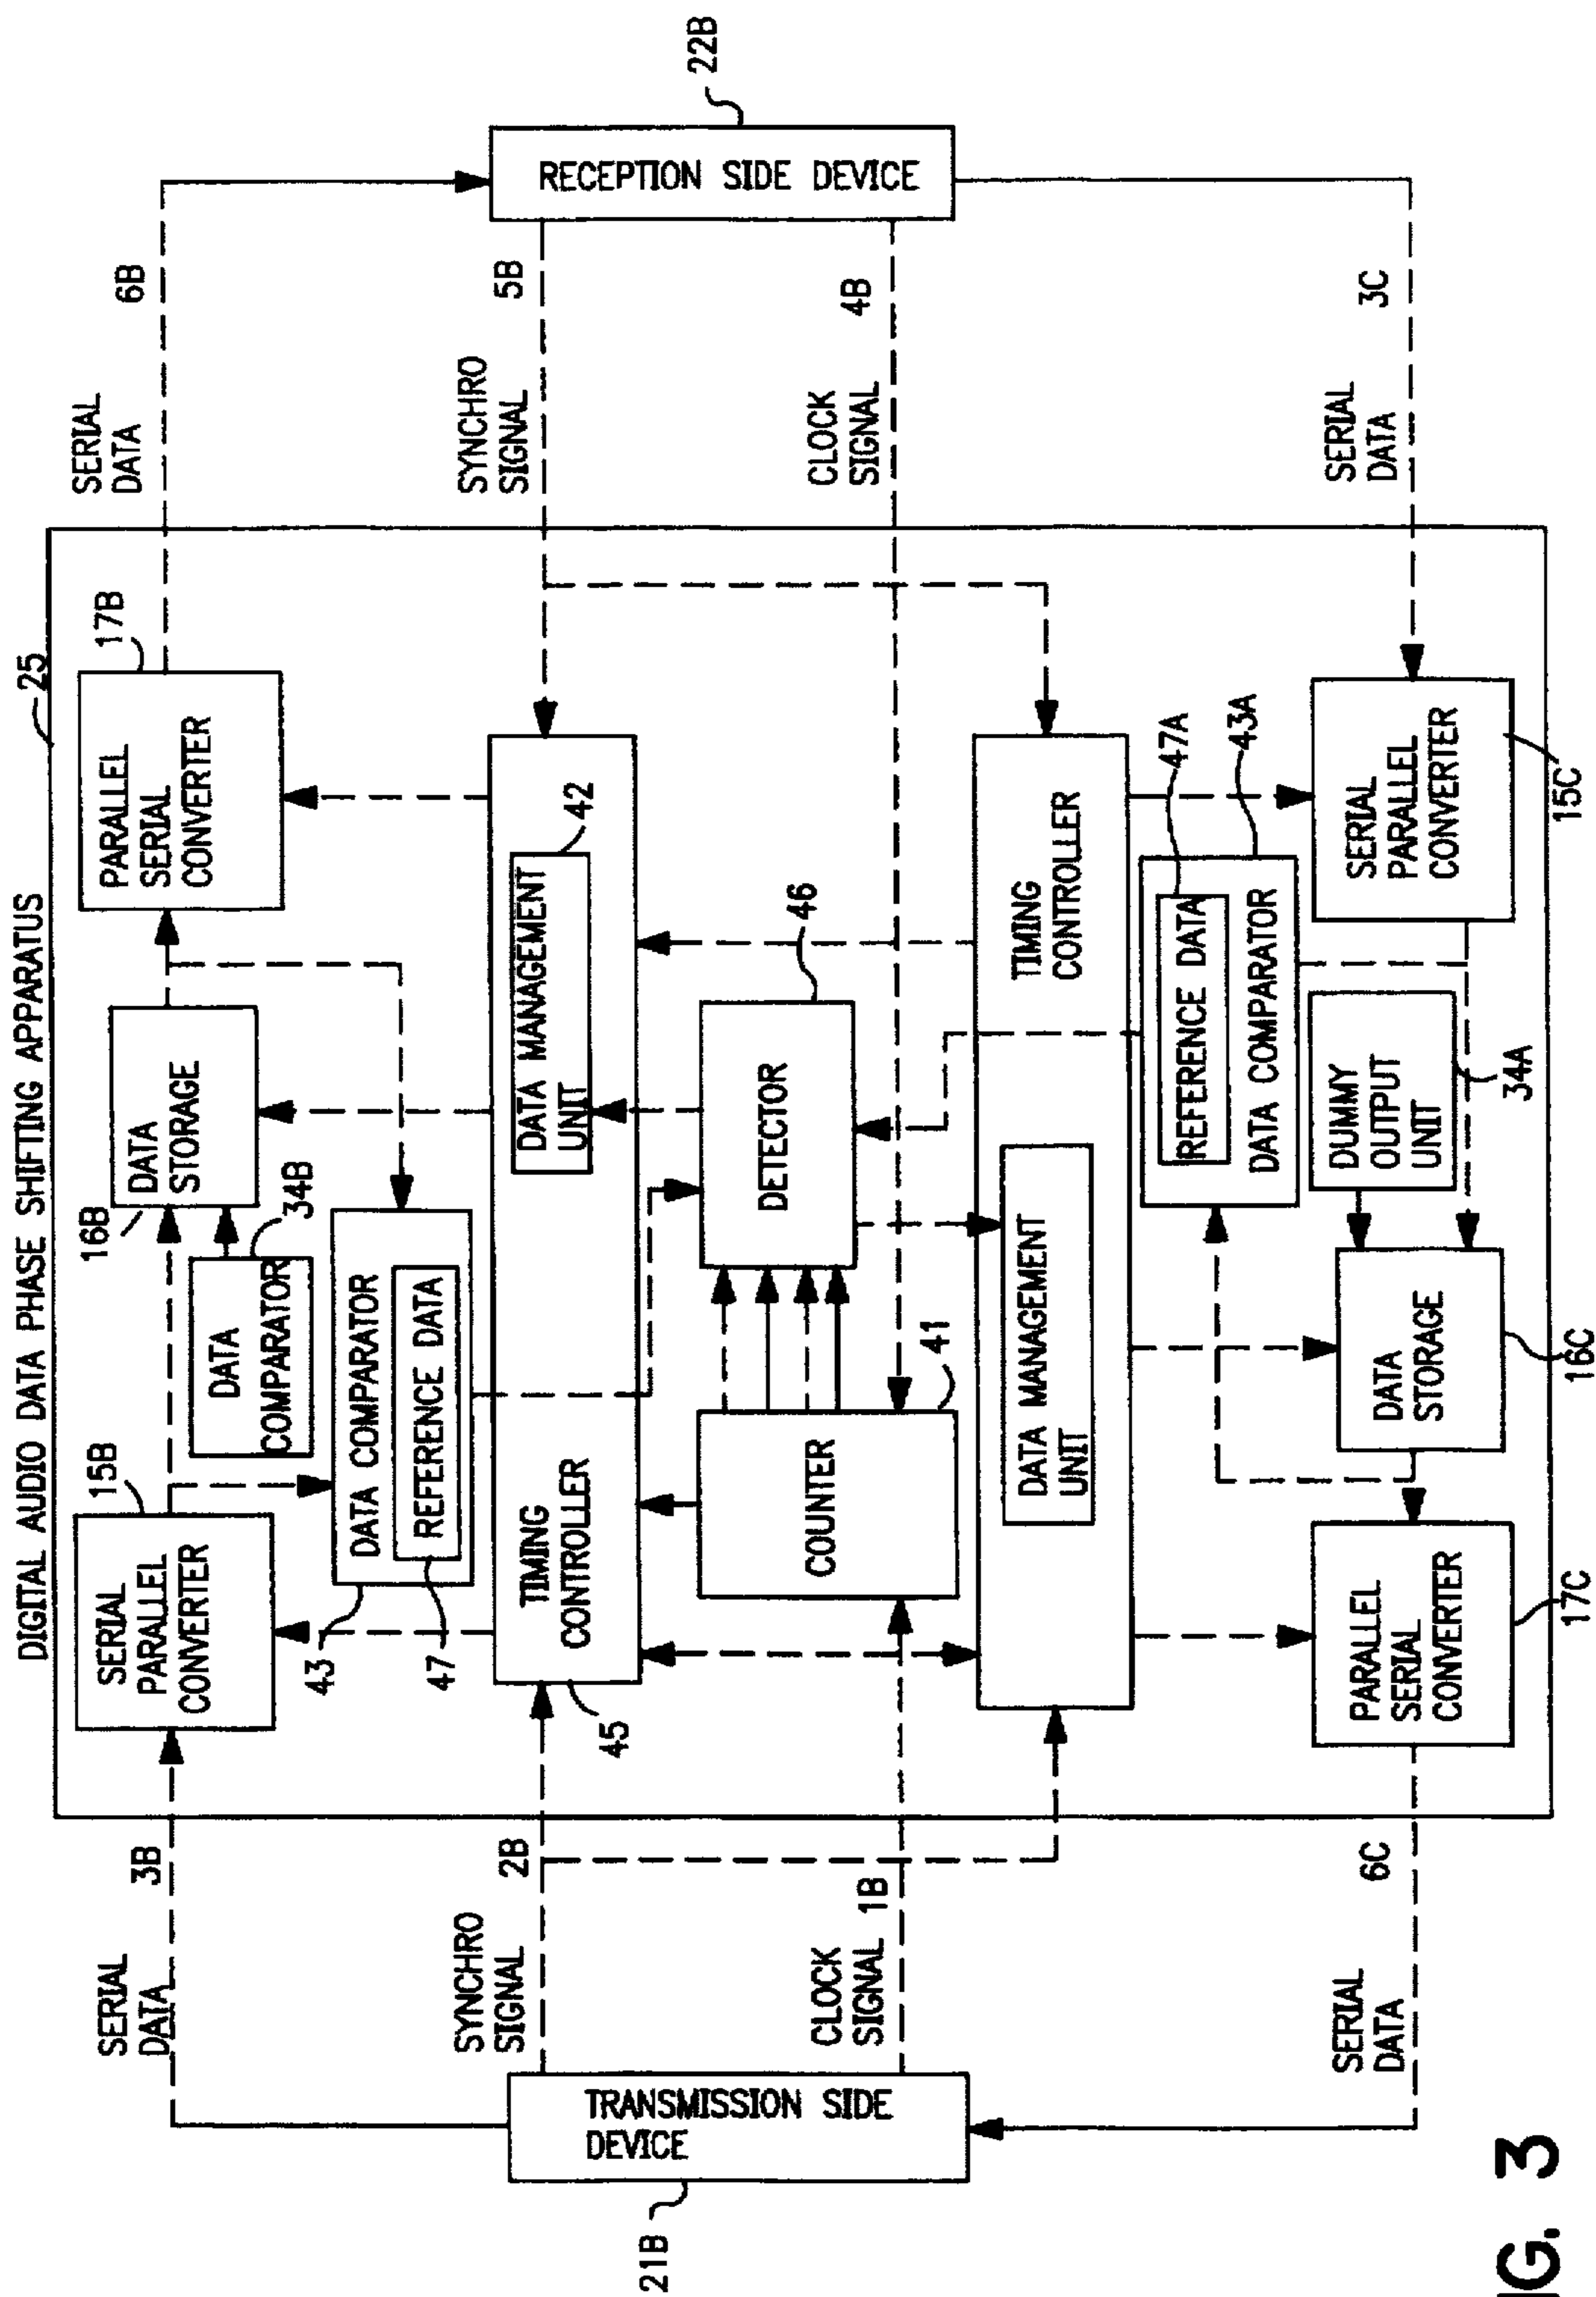 DIGITAL AUDIO DATA PHASE SHIFTING APPARATUS
25
SERIAL
DATA
3B
SERIAL
PARALLEL
CONVERTER
15B
16B
DATA
STORAGE
PARALLEL
SERIAL
CONVERTER
17B
SERIAL
DATA
6B
DATA
COMPARATOR
34B
43
DATA COMPARATOR
REFERENCE DATA
47
SYNCHRO
SIGNAL
2B
45
TIMING
CONTROLLER
DATA MANAGEMENT
UNIT
42
SYNCHRO
SIGNAL
5B
21B
TRANSMISSION SIDE
DEVICE
COUNTER
41
DETECTOR
46
RECEPTION SIDE DEVICE
22B
CLOCK
SIGNAL
1B
CLOCK
SIGNAL
4B
DATA MANAGEMENT
UNIT
TIMING
CONTROLLER
REFERENCE DATA
47A
DATA COMPARATOR
43A
SERIAL
DATA
6C
PARALLEL
SERIAL
CONVERTER
17C
DATA
STORAGE
16C
DUMMY
OUTPUT
UNIT
34A
SERIAL
PARALLEL
CONVERTER
15C
SERIAL
DATA
3C
IG. 3